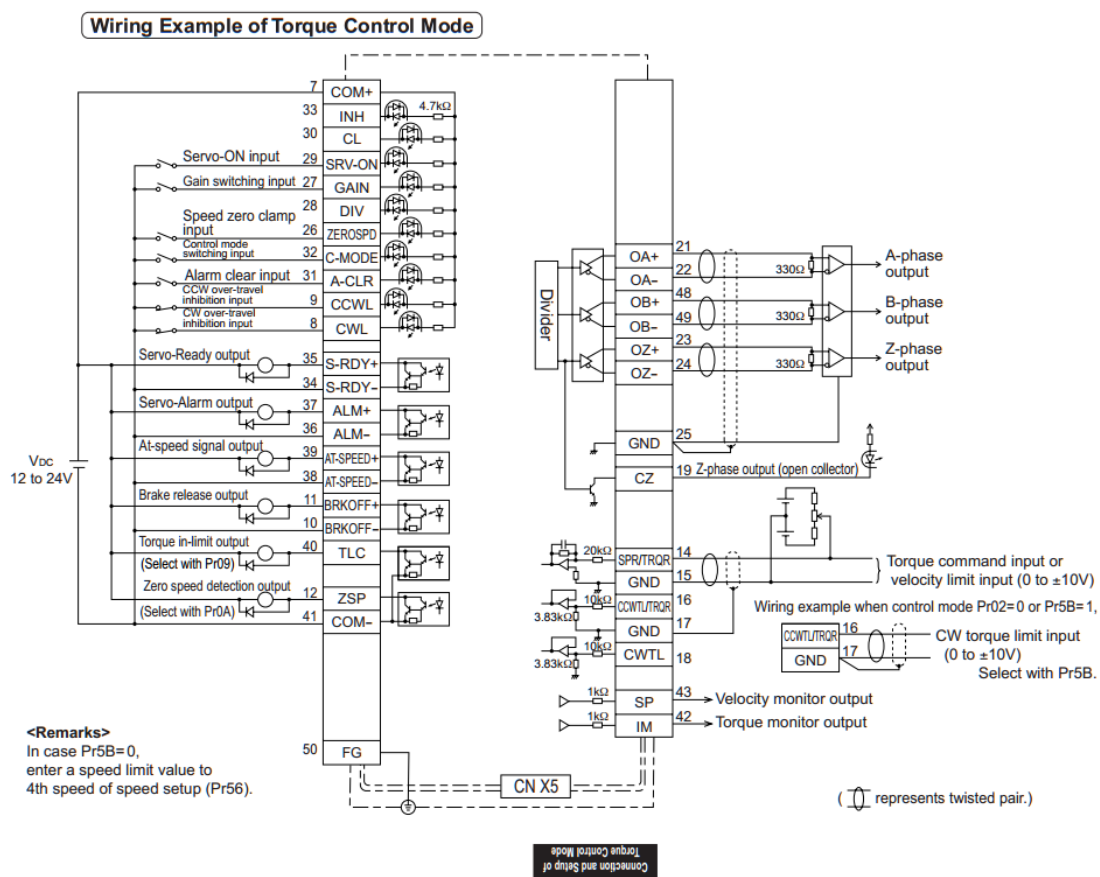 Wiring Example of Torque Control Mode
7 COM+
33 INH 4.7kΩ
30 CL
Servo-ON input 29 SRV-ON
Gain switching input 27 GAIN
28 DIV
Speed zero clamp
input 26 ZEROSPD
Control mode
switching input 32 C-MODE
Alarm clear input 31 A-CLR
CCW over-travel
inhibition input 9 CCWL
CW over-travel
inhibition input 8 CWL
Servo-Ready output 35 S-RDY+
34 S-RDY−
Servo-Alarm output 37 ALM+
36 ALM−
At-speed signal output 39 AT-SPEED+
38 AT-SPEED−
Brake release output 11 BRKOFF+
10 BRKOFF−
Torque in-limit output 40 TLC
(Select with Pr09)
Zero speed detection output 12 ZSP
(Select with Pr0A) 41 COM−
VDC
12 to 24V
50 FG
<Remarks>
In case Pr5B=0,
enter a speed limit value to
4th speed of speed setup (Pr56).
CN X5
Divider
OA+ 21
OA− 22 330Ω
A-phase
output
OB+ 48
OB− 49 330Ω
B-phase
output
OZ+ 23
OZ− 24 330Ω
Z-phase
output
GND 25
CZ 19 Z-phase output (open collector)
20kΩ SPR/TRQR 14
GND 15
Torque command input or
velocity limit input (0 to ±10V)
10kΩ CCWTL/TRQR 16
3.83kΩ
GND 17
10kΩ CWTL 18
3.83kΩ
Wiring example when control mode Pr02=0 or Pr5B=1,
CCWTL/TRQR 16
GND 17
CW torque limit input
(0 to ±10V)
Select with Pr5B.
1kΩ SP 43 Velocity monitor output
1kΩ IM 42 Torque monitor output
( represents twisted pair.)
Connection and Setup of
Torque Control Mode